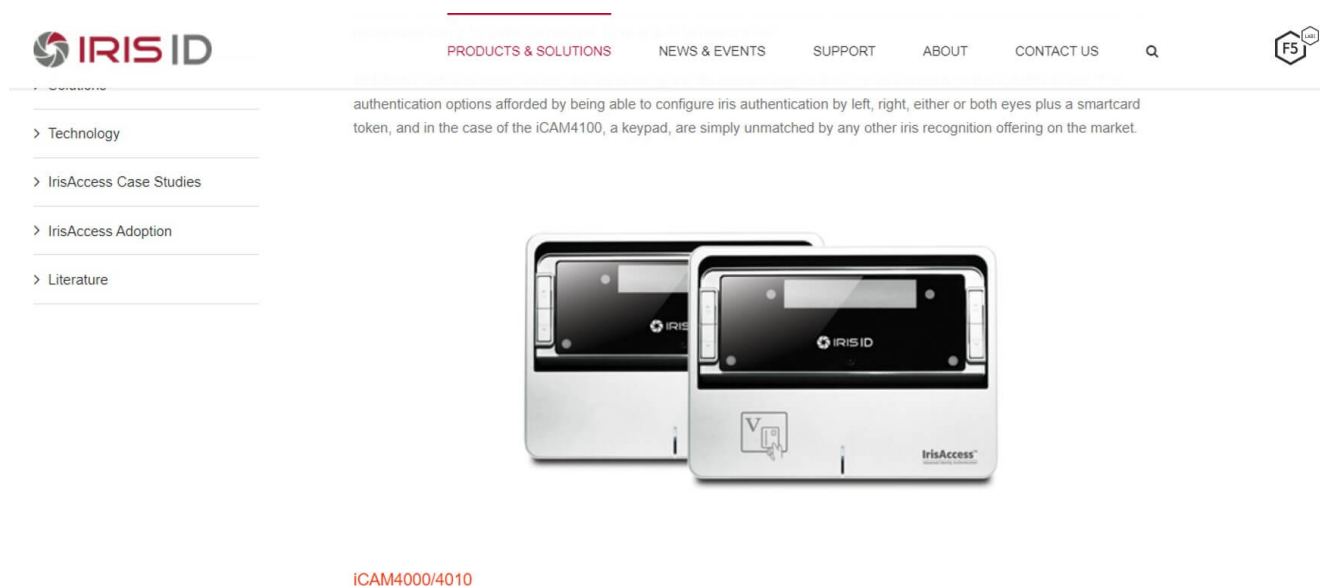 IRIS ID
PRODUCTS & SOLUTIONS
NEWS & EVENTS
SUPPORT
ABOUT
CONTACT US
F5
LABJ
> Solutions
> Technology
> IrisAccess Case Studies
> IrisAccess Adoption
> Literature
authentication options afforded by being able to configure iris authentication by left, right, either or both eyes plus a smartcard
token, and in the case of the iCAM4100, a keypad, are simply unmatched by any other iris recognition offering on the market.
IRIS
IRIS ID
V
IrisAccess™
iCAM4000/4010